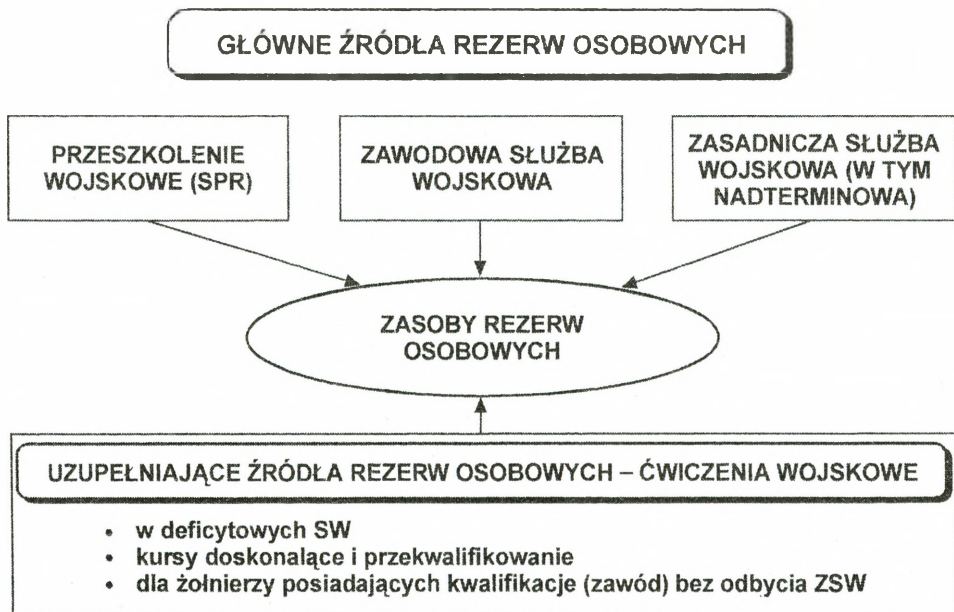 GŁÓWNE ŹRÓDŁA REZERW OSOBOWYCH
PRZESZKOLENIE
WOJSKOWE (SPR)
ZAWODOWA SŁUŻBA
WOJSKOWA
ZASADNICZA SŁUŻBA
WOJSKOWA (W TYM
NADTERMINOWA)
ZASOBY REZERW
OSOBOWYCH
UZUPEŁNIAJĄCE ŹRÓDŁA REZERW OSOBOWYCH – ĆWICZENIA WOJSKOWE
• w deficytowych SW
• kursy doskonalące i przekwalifikowanie
• dla żołnierzy posiadających kwalifikacje (zawód) bez odbycia ZSW